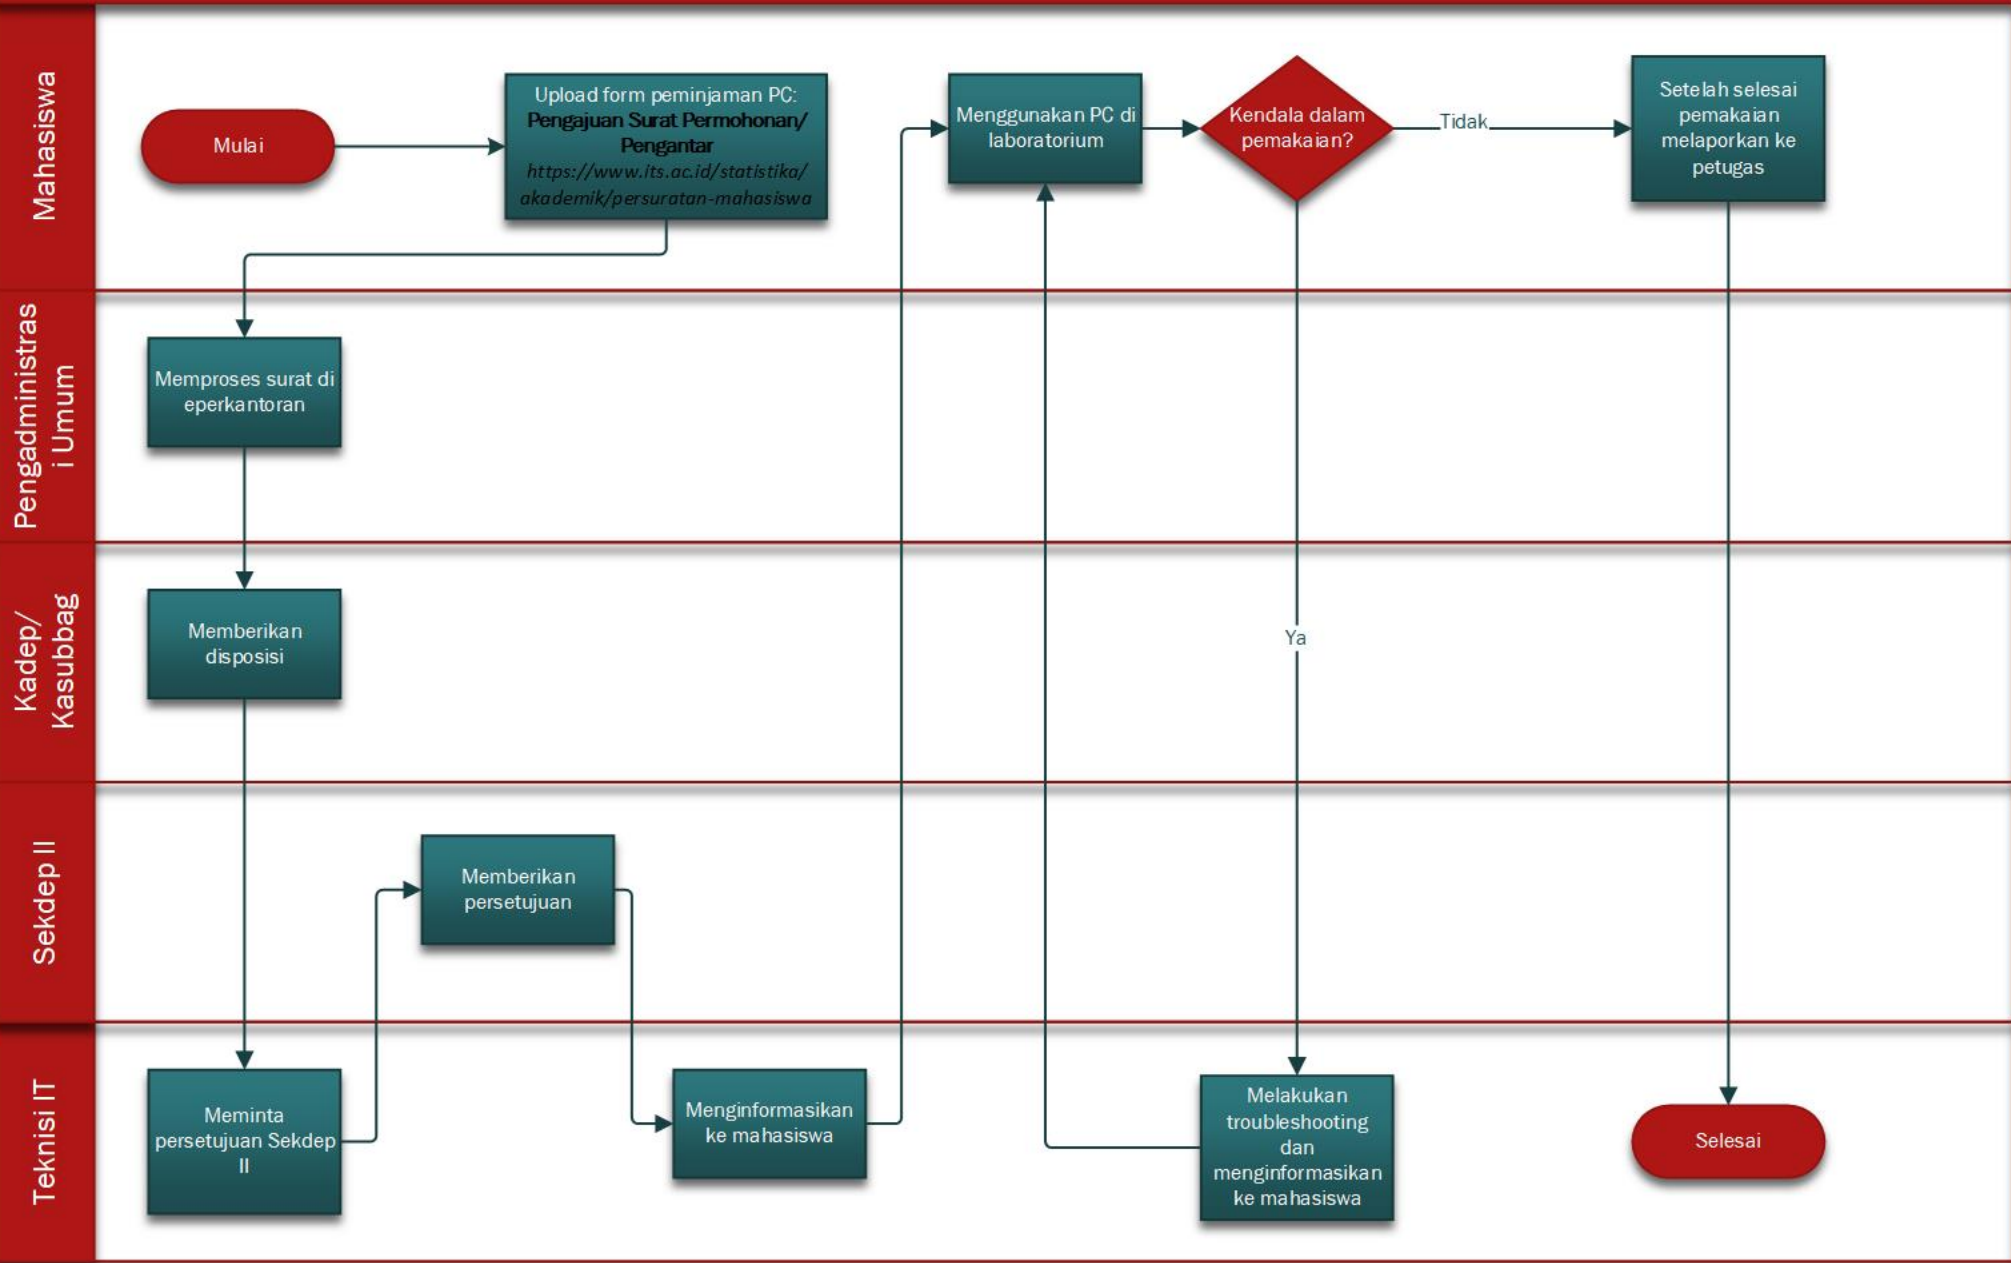 Mahasiswa
Mulai
Upload form peminjaman PC:
Pengajuan Surat Permohonan/
Pengantar
https://www.its.ac.id/statistika/
akademik/persuratan-mahasiswa
Menggunakan PC di
laboratorium
Kendala dalam
pemakaian?
Tidak
Setelah selesai
pemakaian
melaporkan ke
petugas
Pengadministras
i Umum
Memproses surat di
eperkantoran
Kadep/
Kasubbag
Memberikan
disposisi
Ya
Sekdep II
Memberikan
persetujuan
Teknisi IT
Meminta
persetujuan Sekdep
II
Menginformasikan
ke mahasiswa
Melakukan
troubleshooting
dan
menginformasikan
ke mahasiswa
Selesai